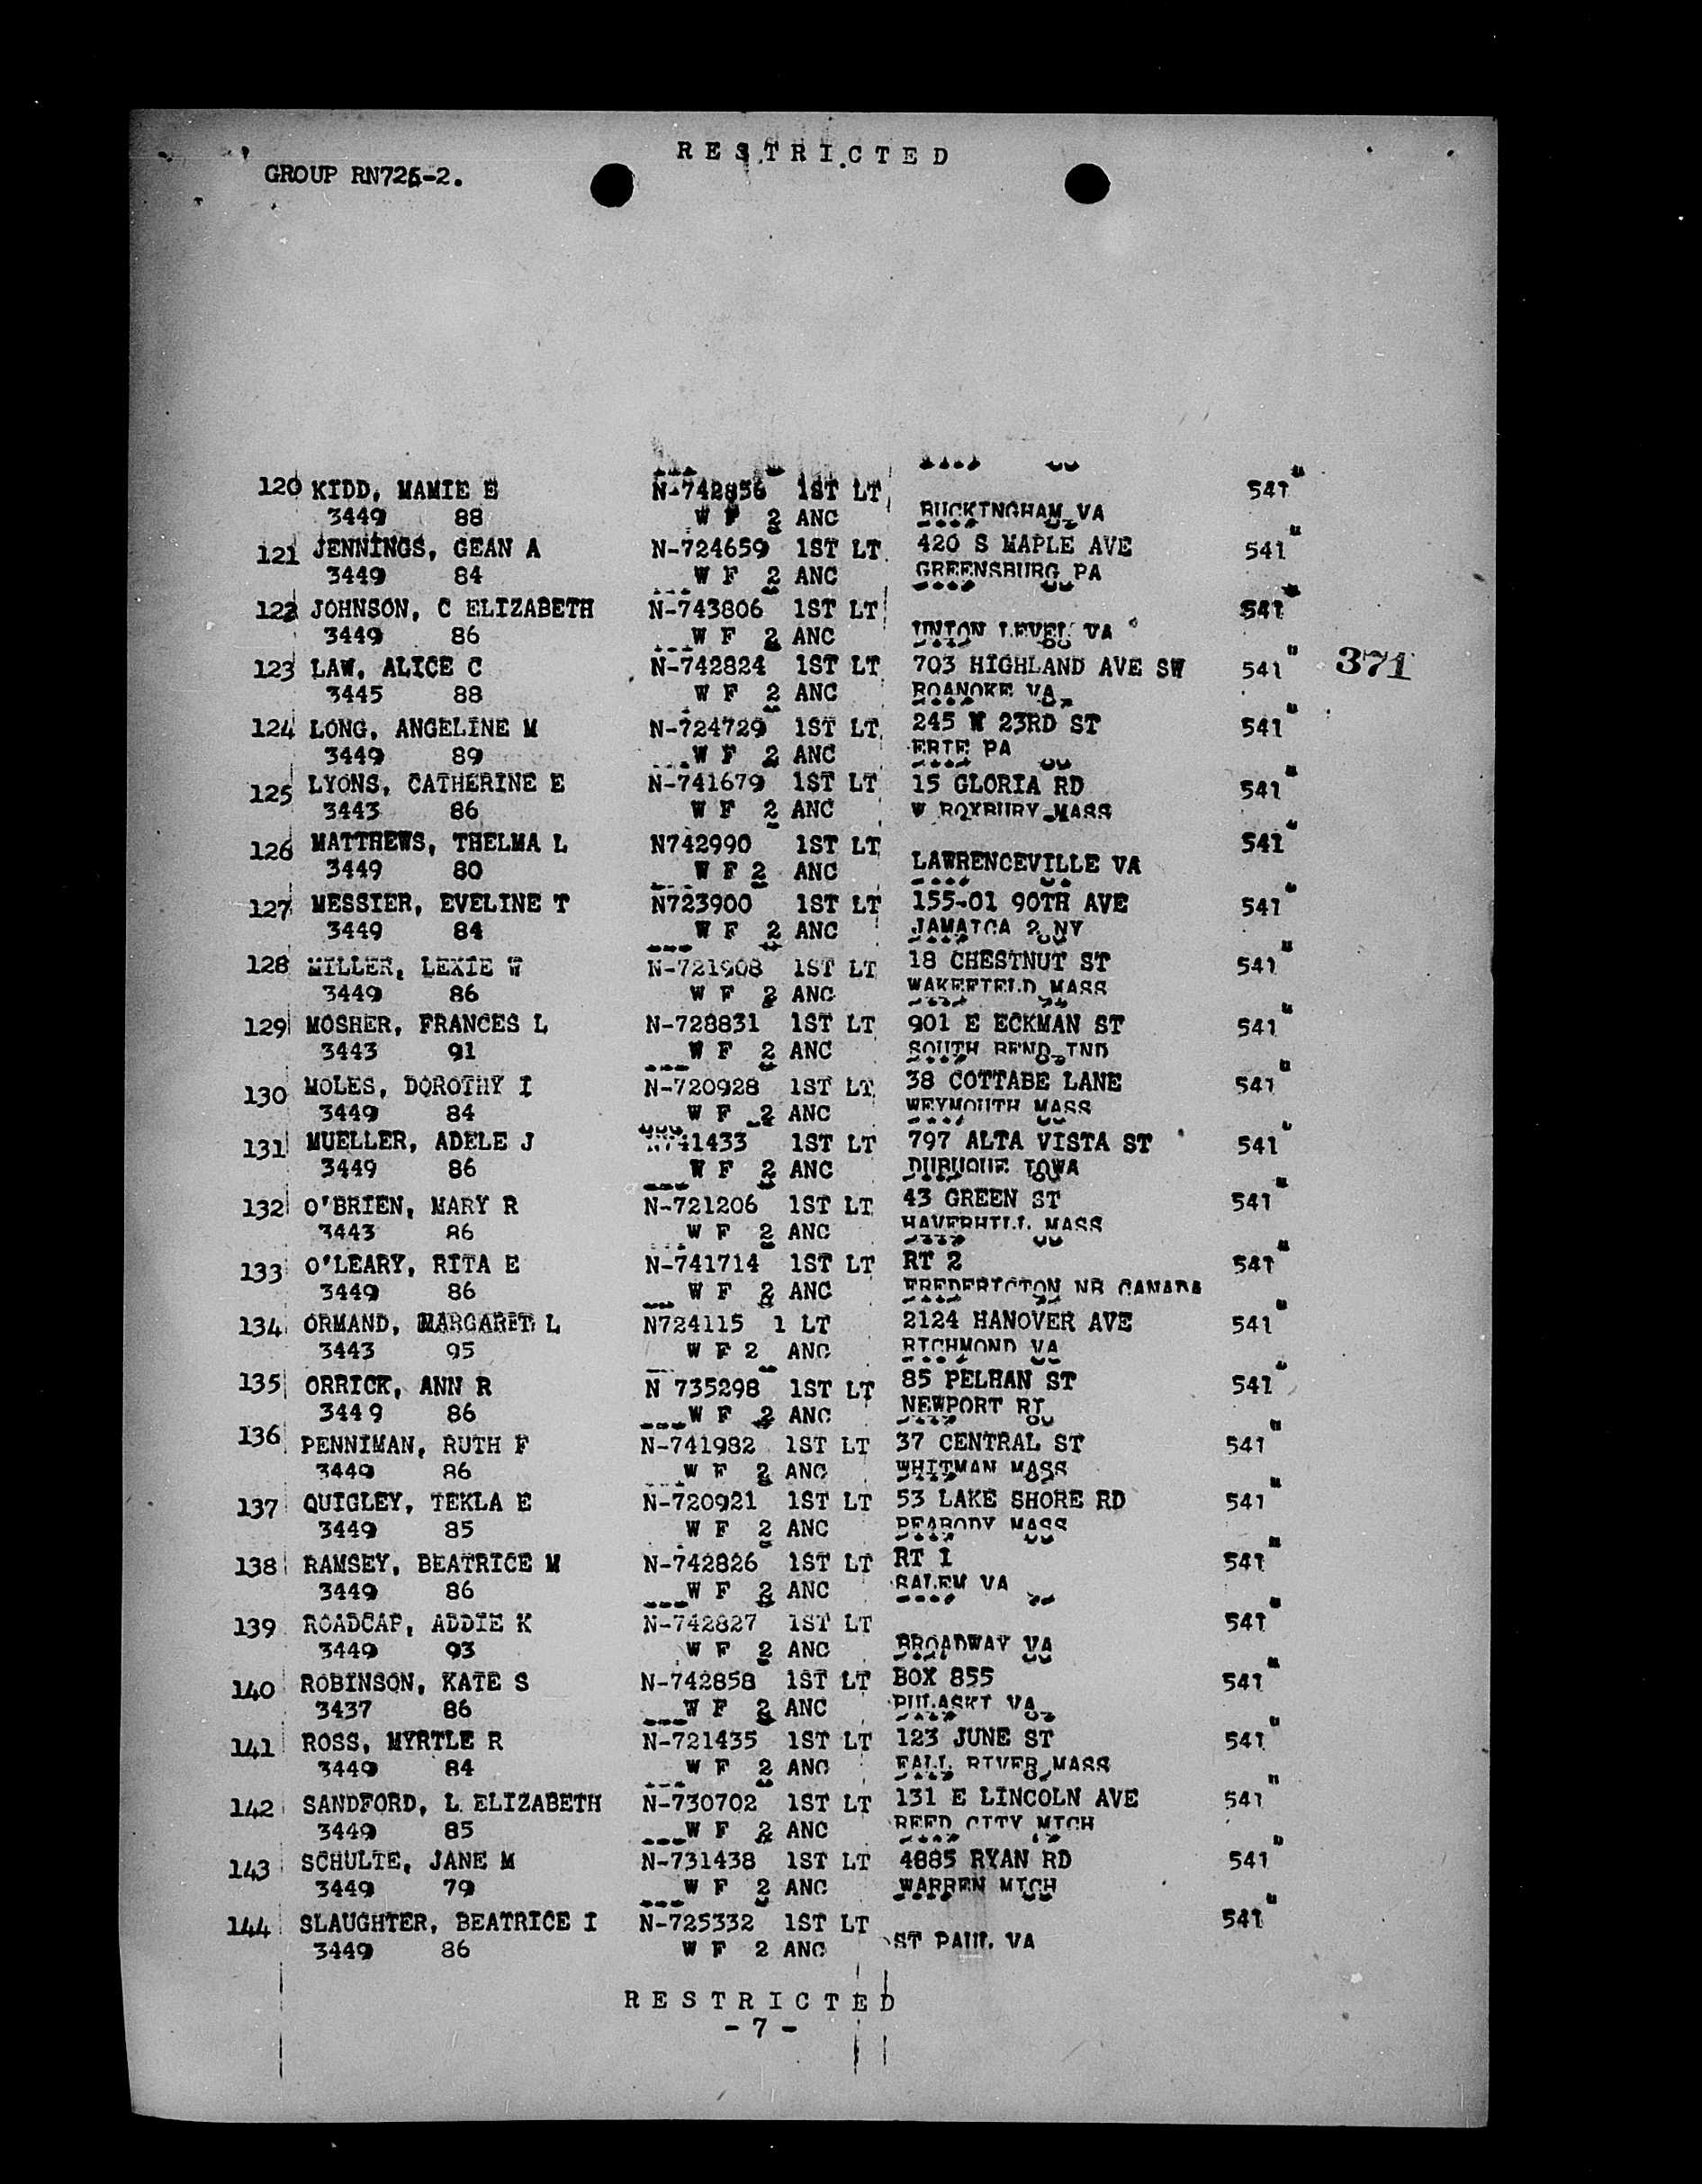 RESTRICTED
GROUP RN726-2.
120 KIDD, MAMIE E N-742856 1ST LT 541"
3449 88 W F 2 ANC BUCKINGHAM VA
121 JENNINGS, GEAN A N-724659 1ST LT 420 S MAPLE AVE 541"
3449 84 W F 2 ANC GREENSBURG PA
122 JOHNSON, C ELIZABETH N-743806 1ST LT 541"
3449 86 W F 2 ANC UNION LEVEL VA
123 LAW, ALICE C N-742824 1ST LT 703 HIGHLAND AVE SW 541" 371
3445 88 W F 2 ANC ROANOKE VA
124 LONG, ANGELINE M N-724729 1ST LT 245 W 23RD ST 541"
3449 89 W F 2 ANC ERIE PA
125 LYONS, CATHERINE E N-741679 1ST LT 15 GLORIA RD 541"
3443 86 W F 2 ANC W ROXBURY MASS
126 MATTHEWS, THELMA L N742990 1ST LT 541"
3449 80 W F 2 ANC LAWRENCEVILLE VA
127 MESSIER, EVELINE T N723900 1ST LT 155-01 90TH AVE 541"
3449 84 W F 2 ANC JAMAICA 2 NY
128 MILLER, LEXIE W N-721908 1ST LT 18 CHESTNUT ST 541"
3449 86 W F 2 ANC WAKEFIELD MASS
129 MOSHER, FRANCES L N-728831 1ST LT 901 E ECKMAN ST 541"
3443 91 W F 2 ANC SOUTH BEND IND
130 MOLES, DOROTHY I N-720928 1ST LT 38 COTTABE LANE 541"
3449 84 W F 2 ANC WEYMOUTH MASS
131 MUELLER, ADELE J N741433 1ST LT 797 ALTA VISTA ST 541"
3449 86 W F 2 ANC DUBUQUE IOWA
132 O'BRIEN, MARY R N-721206 1ST LT 43 GREEN ST 541"
3443 86 W F 2 ANC HAVERHILL MASS
133 O'LEARY, RITA E N-741714 1ST LT RT 2 541"
3449 86 W F 2 ANC FREDERICTON NB CANADA
134 ORMAND, MARGARET L N724115 1 LT 2124 HANOVER AVE 541"
3443 95 W F 2 ANC RICHMOND VA
135 ORRICK, ANN R N 735298 1ST LT 85 PELHAN ST 541"
344 9 86 W F 2 ANC NEWPORT RI
136 PENNIMAN, RUTH F N-741982 1ST LT 37 CENTRAL ST 541"
3449 86 W F 2 ANC WHITMAN MASS
137 QUIGLEY, TEKLA E N-720921 1ST LT 53 LAKE SHORE RD 541"
3449 85 W F 2 ANC PEABODY MASS
138 RAMSEY, BEATRICE M N-742826 1ST LT RT 1 541"
3449 86 W F 2 ANC SALEM VA
139 ROADCAP, ADDIE K N-742827 1ST LT 541"
3449 93 W F 2 ANC BROADWAY VA
140 ROBINSON, KATE S N-742858 1ST LT BOX 855 541"
3437 86 W F 2 ANC PULASKI VA
141 ROSS, MYRTLE R N-721435 1ST LT 123 JUNE ST 541"
3449 84 W F 2 ANC FALL RIVER MASS
142 SANDFORD, L ELIZABETH N-730702 1ST LT 131 E LINCOLN AVE 541"
3449 85 W F 2 ANC REED CITY MICH
143 SCHULTE, JANE M N-731438 1ST LT 4885 RYAN RD 541"
3449 79 W F 2 ANC WARREN MICH
144 SLAUGHTER, BEATRICE I N-725332 1ST LT 541"
3449 86 W F 2 ANC ST PAUL VA
RESTRICTED
- 7 -